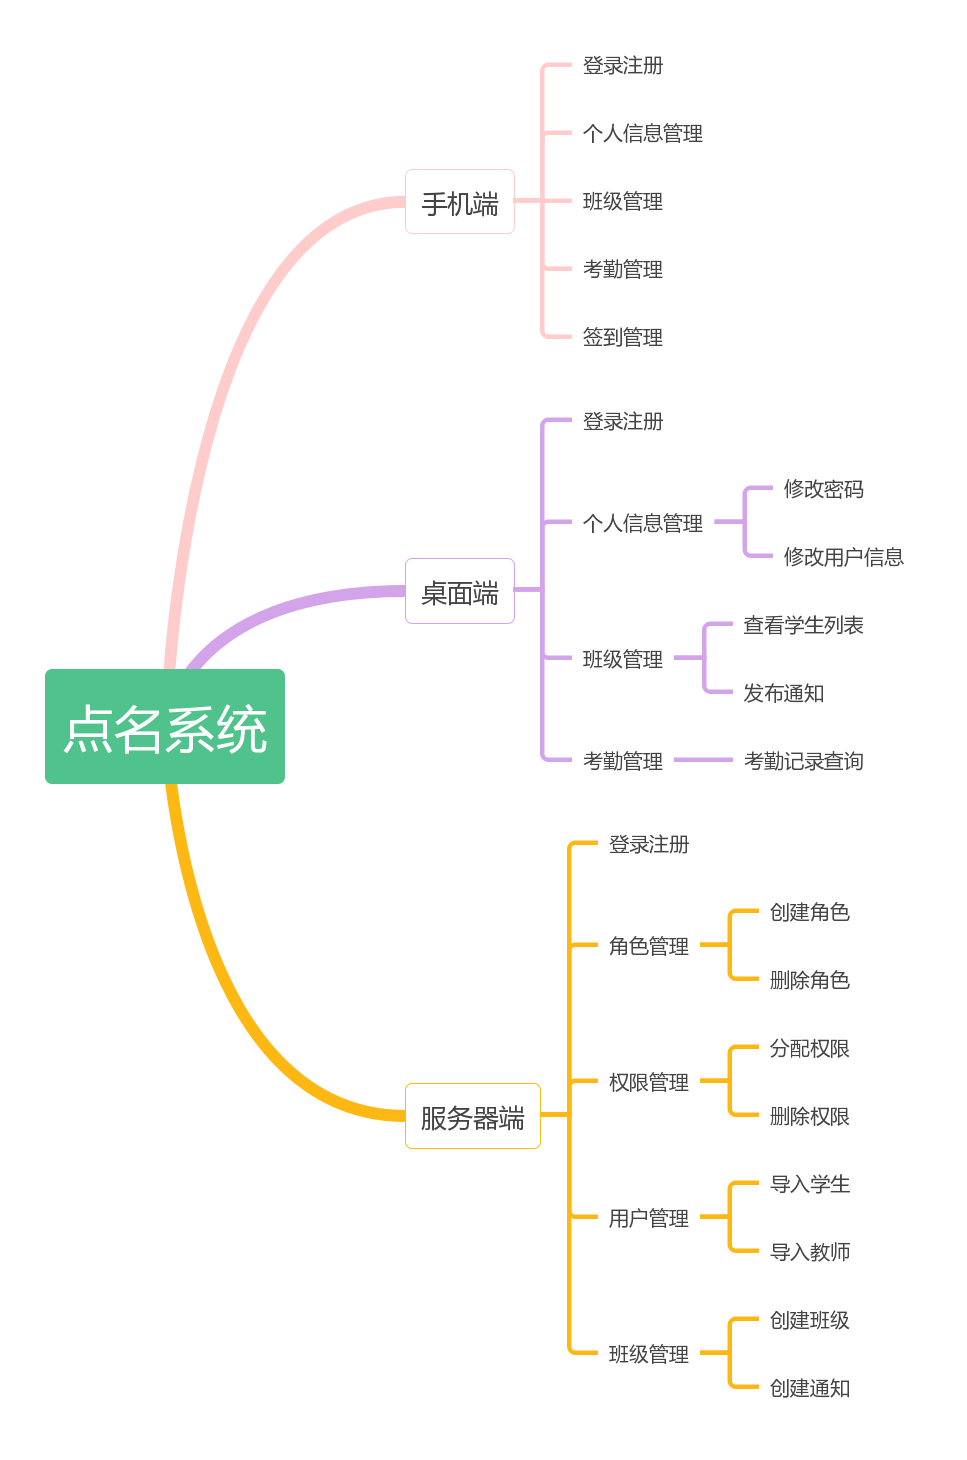 点名系统
手机端
登录注册
个人信息管理
班级管理
考勤管理
签到管理
桌面端
登录注册
个人信息管理
修改密码
修改用户信息
班级管理
查看学生列表
发布通知
考勤管理
考勤记录查询
服务器端
登录注册
角色管理
创建角色
删除角色
权限管理
分配权限
删除权限
用户管理
导入学生
导入教师
班级管理
创建班级
创建通知